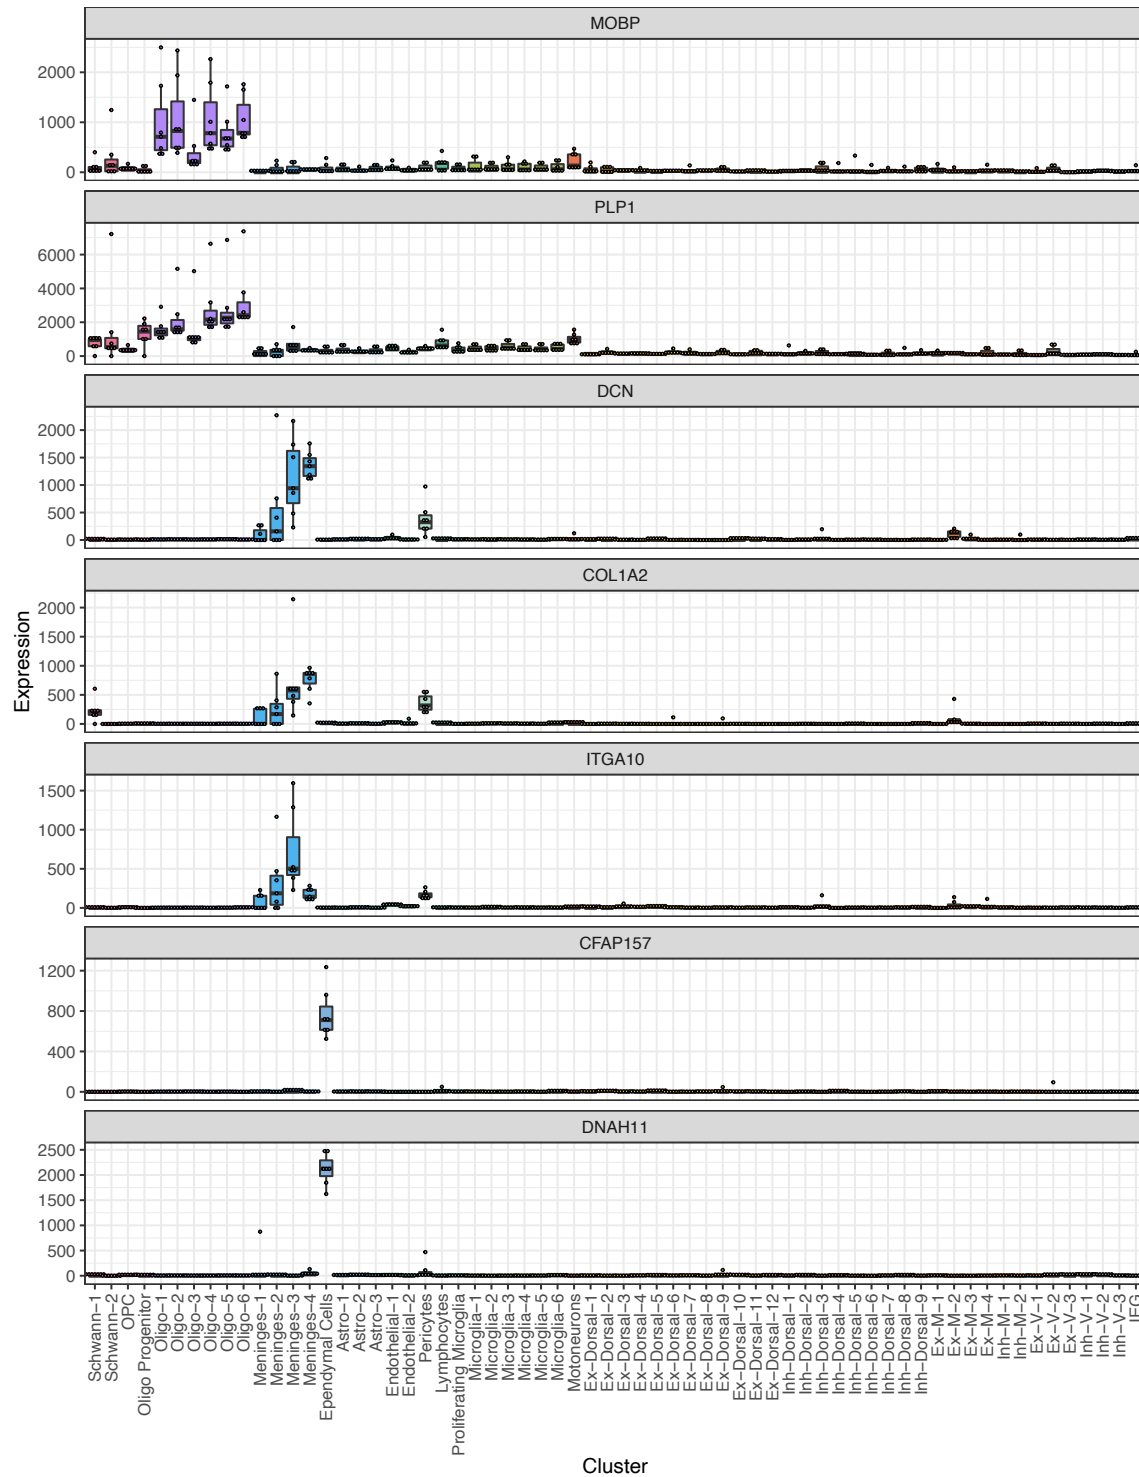 MOBP
2000
1000
0
PLP1
6000
4000
2000
0
DCN
2000
1500
1000
500
0
COL1A2
2000
1500
1000
500
0
ITGA10
1500
1000
500
0
CFAP157
1200
800
400
0
DNAH11
2500
2000
1500
1000
500
0
Expression
Schwann-1
Schwann-2
OPC
Oligo Progenitor
Oligo-1
Oligo-2
Oligo-3
Oligo-4
Oligo-5
Oligo-6
Meninges-1
Meninges-2
Meninges-3
Meninges-4
Ependymal Cells
Astro-1
Astro-2
Astro-3
Endothelial-1
Endothelial-2
Pericytes
Lymphocytes
Proliferating Microglia
Microglia-1
Microglia-2
Microglia-3
Microglia-4
Microglia-5
Microglia-6
Motoneurons
Ex-Dorsal-1
Ex-Dorsal-2
Ex-Dorsal-3
Ex-Dorsal-4
Ex-Dorsal-5
Ex-Dorsal-6
Ex-Dorsal-7
Ex-Dorsal-8
Ex-Dorsal-9
Ex-Dorsal-10
Ex-Dorsal-11
Ex-Dorsal-12
Inh-Dorsal-1
Inh-Dorsal-2
Inh-Dorsal-3
Inh-Dorsal-4
Inh-Dorsal-5
Inh-Dorsal-6
Inh-Dorsal-7
Inh-Dorsal-8
Inh-Dorsal-9
Ex-M-1
Ex-M-2
Ex-M-3
Ex-M-4
Inh-M-1
Inh-M-2
Ex-V-1
Ex-V-2
Ex-V-3
Inh-V-1
Inh-V-2
Inh-V-3
IEG
Cluster